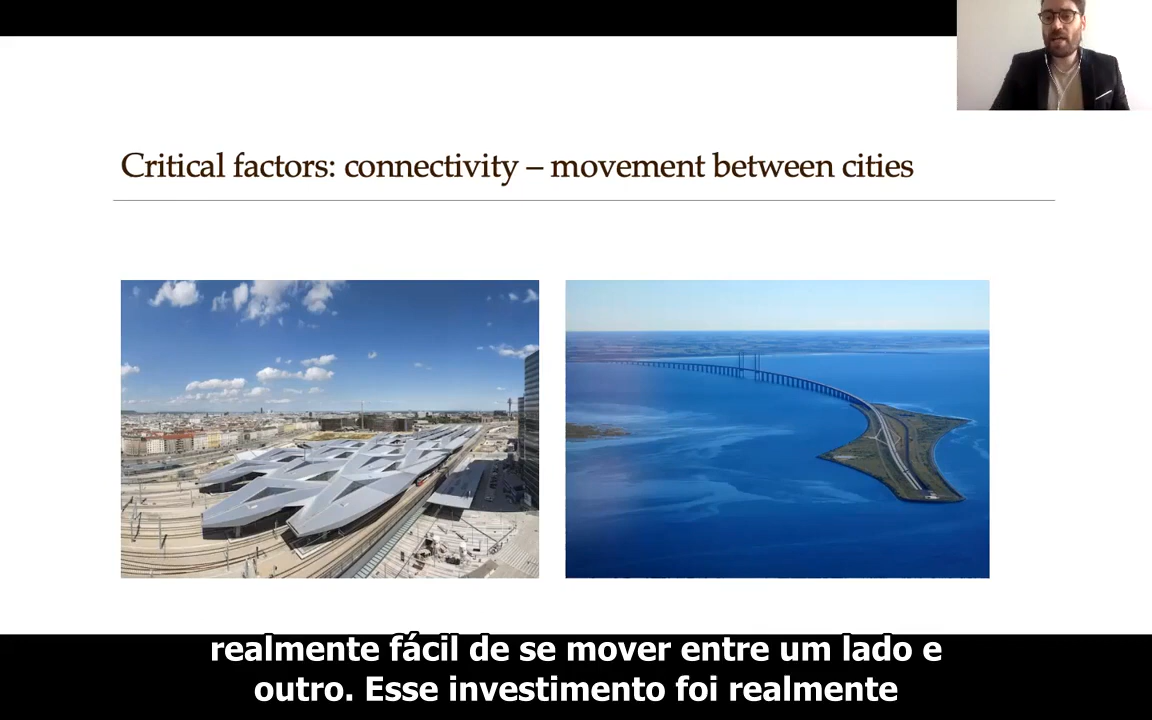 Critical factors: connectivity – movement between cities
realmente fácil de se mover entre um lado e
outro. Esse investimento foi realmente